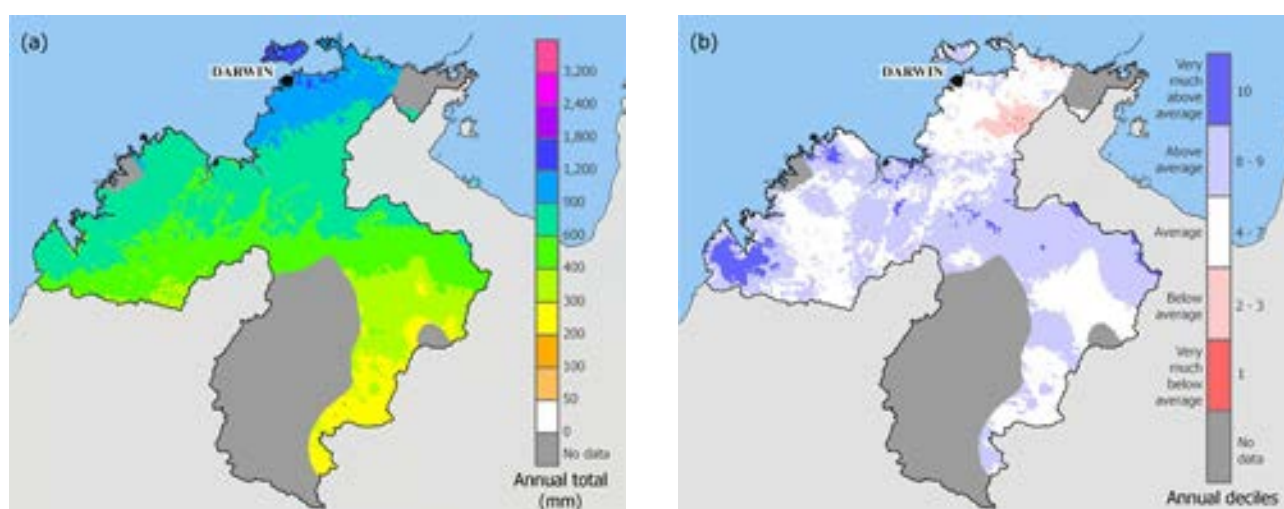 (a)
DARWIN
3,200
2,400
1,800
1,200
900
600
400
300
200
100
50
0
No data
Annual total
(mm)
(b)
DARWIN
Very
much
above
average
10
Above
average
8 - 9
Average
4 - 7
Below
average
2 - 3
Very
much
below
average
1
No
data
Annual deciles